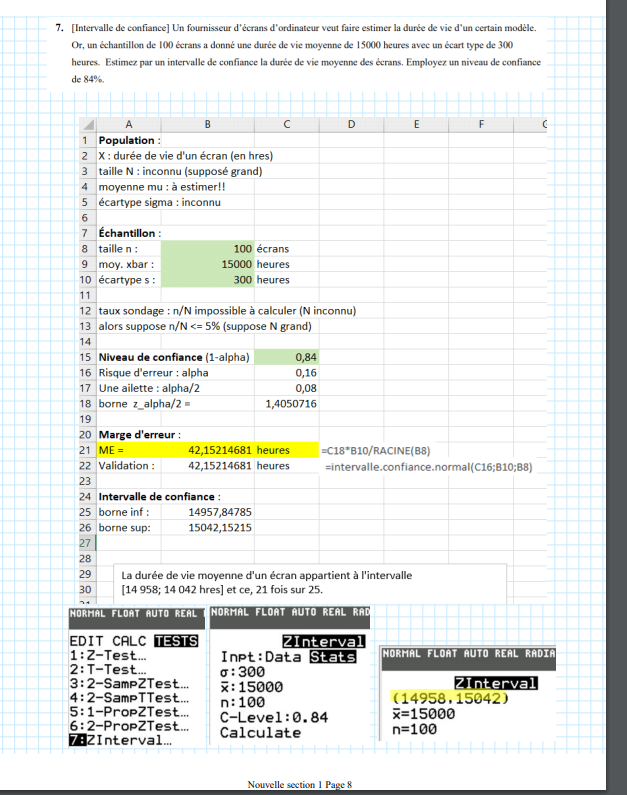 7. [Intervalle de confiance] Un fournisseur d'écrans d'ordinateur veut faire estimer la durée de vie d'un certain modèle.
Or, un échantillon de 100 écrans a donné une durée de vie moyenne de 15000 heures avec un écart type de 300
heures. Estimez par un intervalle de confiance la durée de vie moyenne des écrans. Employez un niveau de confiance
de 84%.
A B C D E F
1 Population :
2 X : durée de vie d'un écran (en hres)
3 taille N : inconnu (supposé grand)
4 moyenne mu : à estimer!!
5 écartype sigma : inconnu
6
7 Échantillon :
8 taille n : 100 écrans
9 moy. xbar : 15000 heures
10 écartype s : 300 heures
11
12 taux sondage : n/N impossible à calculer (N inconnu)
13 alors suppose n/N <= 5% (suppose N grand)
14
15 Niveau de confiance (1-alpha) 0,84
16 Risque d'erreur : alpha 0,16
17 Une ailette : alpha/2 0,08
18 borne z_alpha/2 = 1,4050716
19
20 Marge d'erreur :
21 ME = 42,15214681 heures =C18*B10/RACINE(B8)
22 Validation : 42,15214681 heures =intervalle.confiance.normal(C16;B10;B8)
23
24 Intervalle de confiance :
25 borne inf : 14957,84785
26 borne sup: 15042,15215
27
28
29 La durée de vie moyenne d'un écran appartient à l'intervalle
30 [14 958; 14 042 hres] et ce, 21 fois sur 25.
NORMAL FLOAT AUTO REAL
EDIT CALC TESTS
1:Z-Test…
2:T-Test…
3:2-SampZTest…
4:2-SampTTest…
5:1-PropZTest…
6:2-PropZTest…
7:ZInterval…
NORMAL FLOAT AUTO REAL RAD
ZInterval
Inpt:Data Stats
σ:300
x̄:15000
n:100
C-Level:0.84
Calculate
NORMAL FLOAT AUTO REAL RADIA
ZInterval
(14958,15042)
x̄=15000
n=100
Nouvelle section 1 Page 8